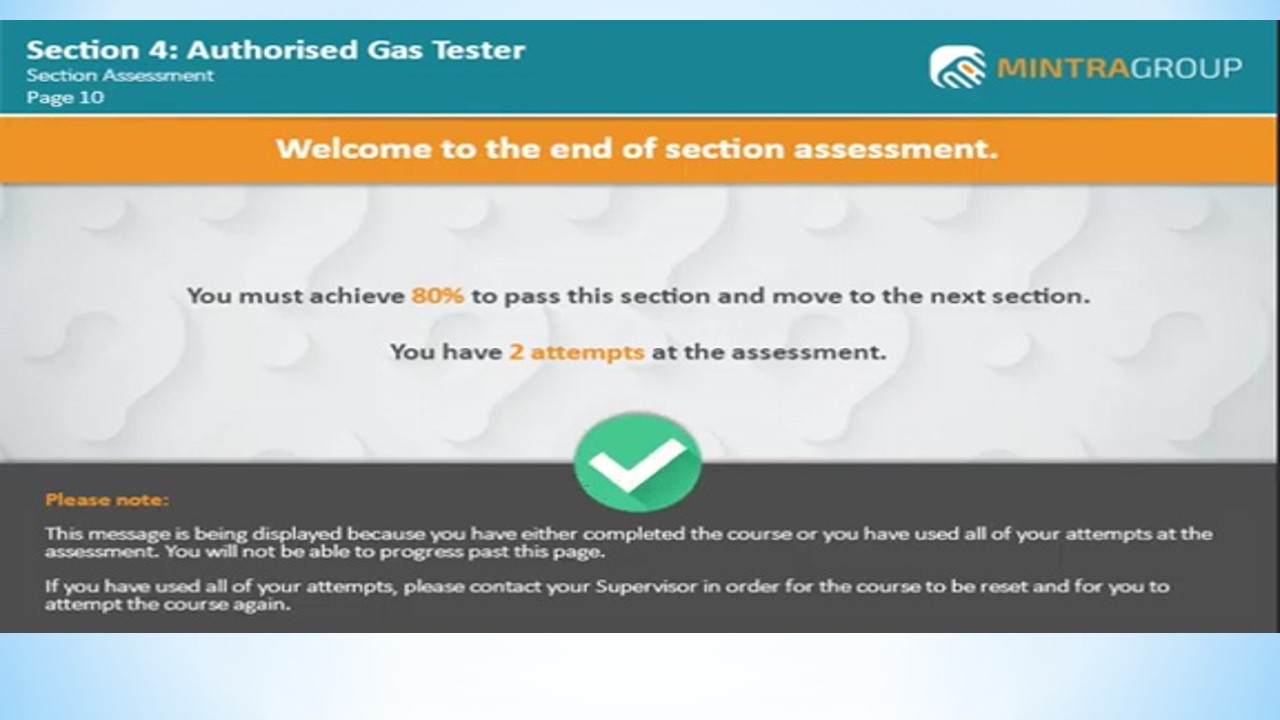 Section 4: Authorised Gas Tester
Section Assessment
Page 10
MINTRAGROUP
Welcome to the end of section assessment.
You must achieve 80% to pass this section and move to the next section.
You have 2 attempts at the assessment.
Please note:
This message is being displayed because you have either completed the course or you have used all of your attempts at the
assessment. You will not be able to progress past this page.
If you have used all of your attempts, please contact your Supervisor in order for the course to be reset and for you to
attempt the course again.